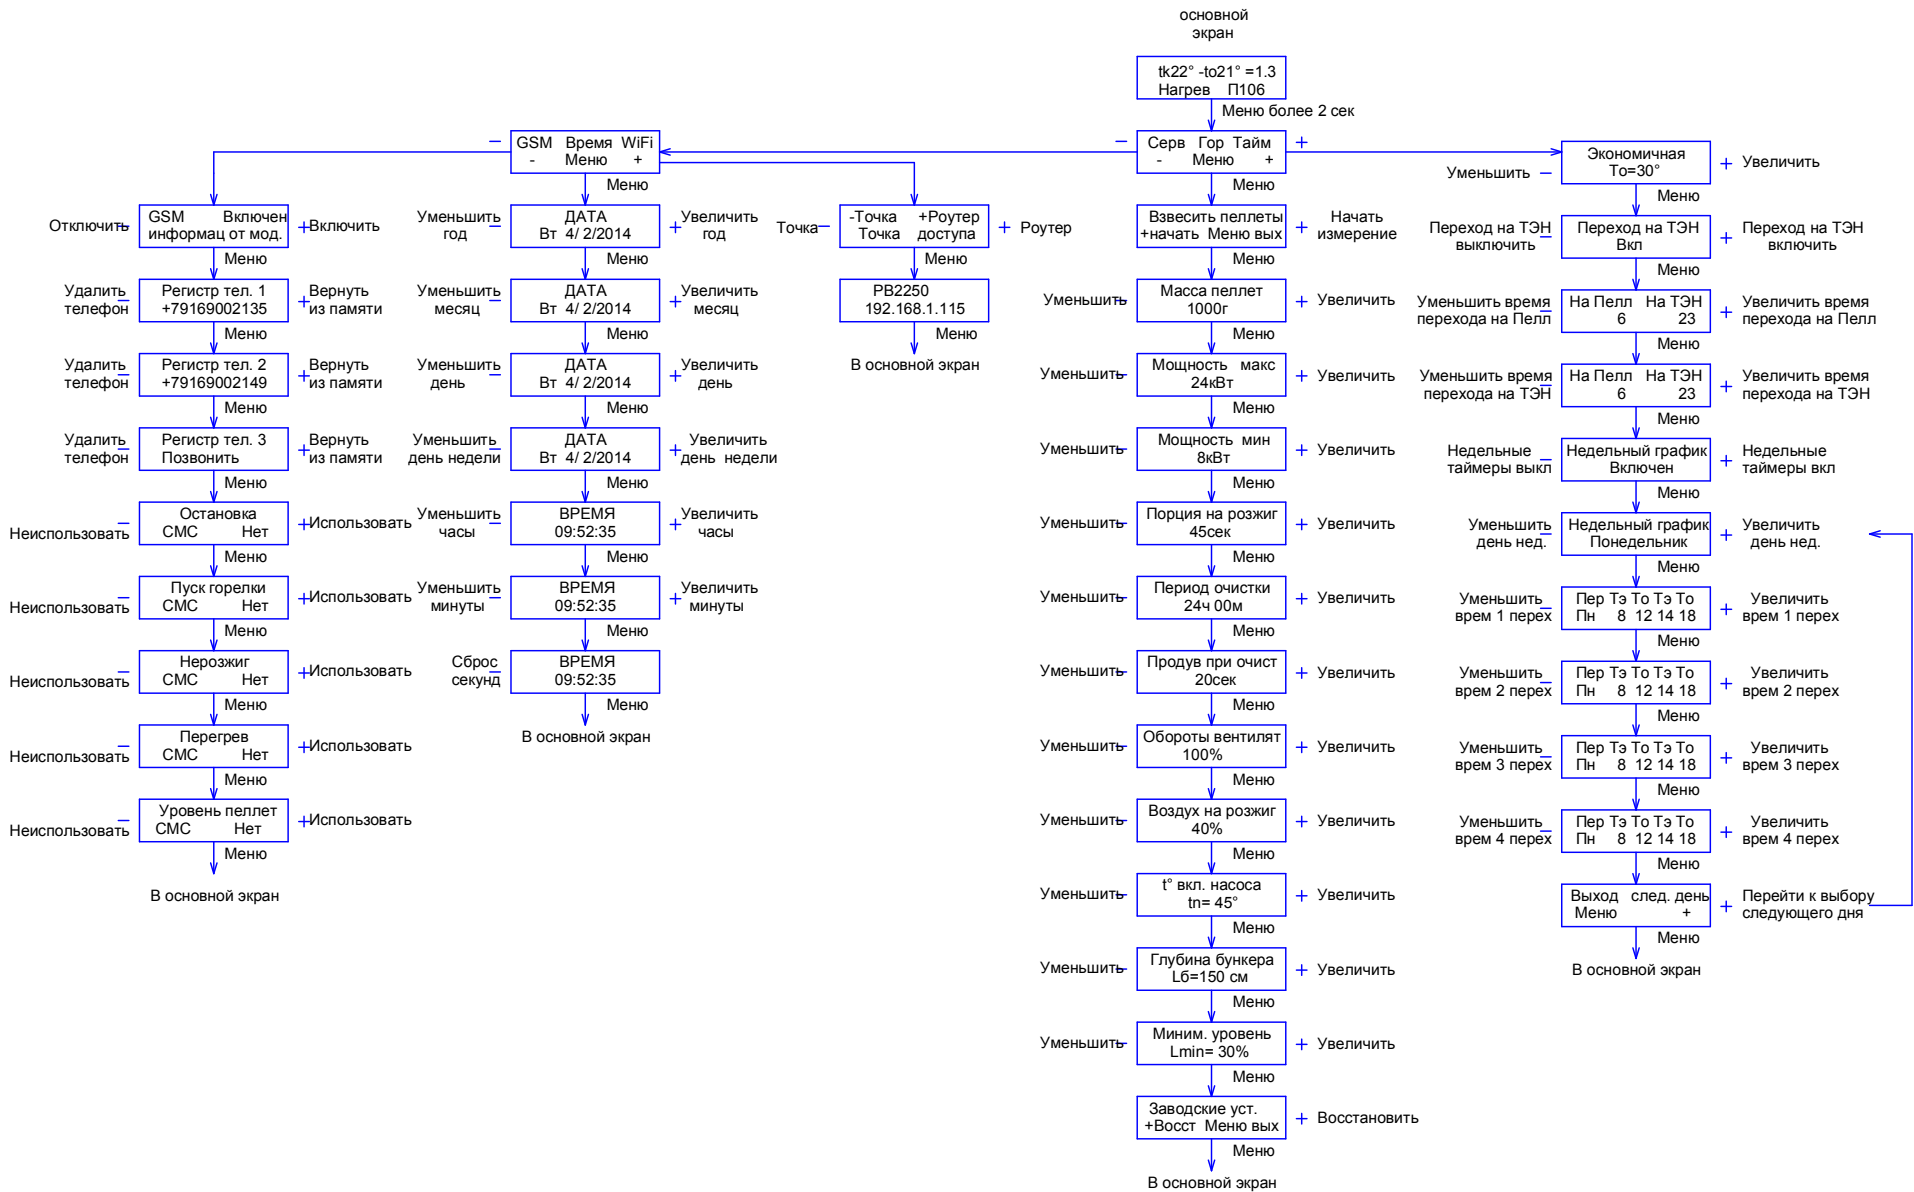 основной
экран
tk22° -to21° =1.3
Нагрев П106
Меню более 2 сек
− GSM Время WiFi
- Меню +
− Серв Гор Тайм +
- Меню +
Меню
Отключить −
GSM Включен
информац от мод.
+ Включить
Меню
Удалить −
телефон
Регистр тел. 1
+79169002135
+ Вернуть
из памяти
Меню
Удалить −
телефон
Регистр тел. 2
+79169002149
+ Вернуть
из памяти
Меню
Удалить −
телефон
Регистр тел. 3
Позвонить
+ Вернуть
из памяти
Меню
Неиспользовать −
Остановка
СМС Нет
+ Использовать
Меню
Неиспользовать −
Пуск горелки
СМС Нет
+ Использовать
Меню
Неиспользовать −
Нерозжиг
СМС Нет
+ Использовать
Меню
Неиспользовать −
Перегрев
СМС Нет
+ Использовать
Меню
Неиспользовать −
Уровень пеллет
СМС Нет
+ Использовать
Меню
В основной экран
Уменьшить −
год
ДАТА
Вт 4/ 2/2014
+ Увеличить
год
Меню
Уменьшить −
месяц
ДАТА
Вт 4/ 2/2014
+ Увеличить
месяц
Меню
Уменьшить −
день
ДАТА
Вт 4/ 2/2014
+ Увеличить
день
Меню
Уменьшить −
день недели
ДАТА
Вт 4/ 2/2014
+ Увеличить
день недели
Меню
Уменьшить −
часы
ВРЕМЯ
09:52:35
+ Увеличить
часы
Меню
Уменьшить −
минуты
ВРЕМЯ
09:52:35
+ Увеличить
минуты
Меню
Сброс −
секунд
ВРЕМЯ
09:52:35
Меню
В основной экран
Точка −
-Точка +Роутер
Точка доступа
+ Роутер
Меню
PB2250
192.168.1.115
Меню
В основной экран
Меню
Взвесить пеллеты
+начать Меню вых
+ Начать
измерение
Меню
Уменьшить −
Масса пеллет
1000г
+ Увеличить
Меню
Уменьшить −
Мощность макс
24кВт
+ Увеличить
Меню
Уменьшить −
Мощность мин
8кВт
+ Увеличить
Меню
Уменьшить −
Порция на розжиг
45сек
+ Увеличить
Меню
Уменьшить −
Период очистки
24ч 00м
+ Увеличить
Меню
Уменьшить −
Продув при очист
20сек
+ Увеличить
Меню
Уменьшить −
Обороты вентилят
100%
+ Увеличить
Меню
Уменьшить −
Воздух на розжиг
40%
+ Увеличить
Меню
Уменьшить −
t° вкл. насоса
tn= 45°
+ Увеличить
Меню
Уменьшить −
Глубина бункера
Lб=150 см
+ Увеличить
Меню
Уменьшить −
Миним. уровень
Lmin= 30%
+ Увеличить
Меню
Заводские уст.
+Восст Меню вых
+ Восстановить
Меню
В основной экран
Уменьшить −
Экономичная
То=30°
+ Увеличить
Меню
Переход на ТЭН −
выключить
Переход на ТЭН
Вкл
+ Переход на ТЭН
включить
Меню
Уменьшить время −
перехода на Пелл
На Пелл На ТЭН
6 23
+ Увеличить время
перехода на Пелл
Меню
Уменьшить время −
перехода на ТЭН
На Пелл На ТЭН
6 23
+ Увеличить время
перехода на ТЭН
Меню
Недельные −
таймеры выкл
Недельный график
Включен
+ Недельные
таймеры вкл
Меню
Уменьшить −
день нед.
Недельный график
Понедельник
+ Увеличить
день нед.
Меню
Уменьшить −
врем 1 перех
Пер Тэ То Тэ То
Пн 8 12 14 18
+ Увеличить
врем 1 перех
Меню
Уменьшить −
врем 2 перех
Пер Тэ То Тэ То
Пн 8 12 14 18
+ Увеличить
врем 2 перех
Меню
Уменьшить −
врем 3 перех
Пер Тэ То Тэ То
Пн 8 12 14 18
+ Увеличить
врем 3 перех
Меню
Уменьшить −
врем 4 перех
Пер Тэ То Тэ То
Пн 8 12 14 18
+ Увеличить
врем 4 перех
Меню
Выход след. день
Меню +
+ Перейти к выбору
следующего дня
Меню
В основной экран